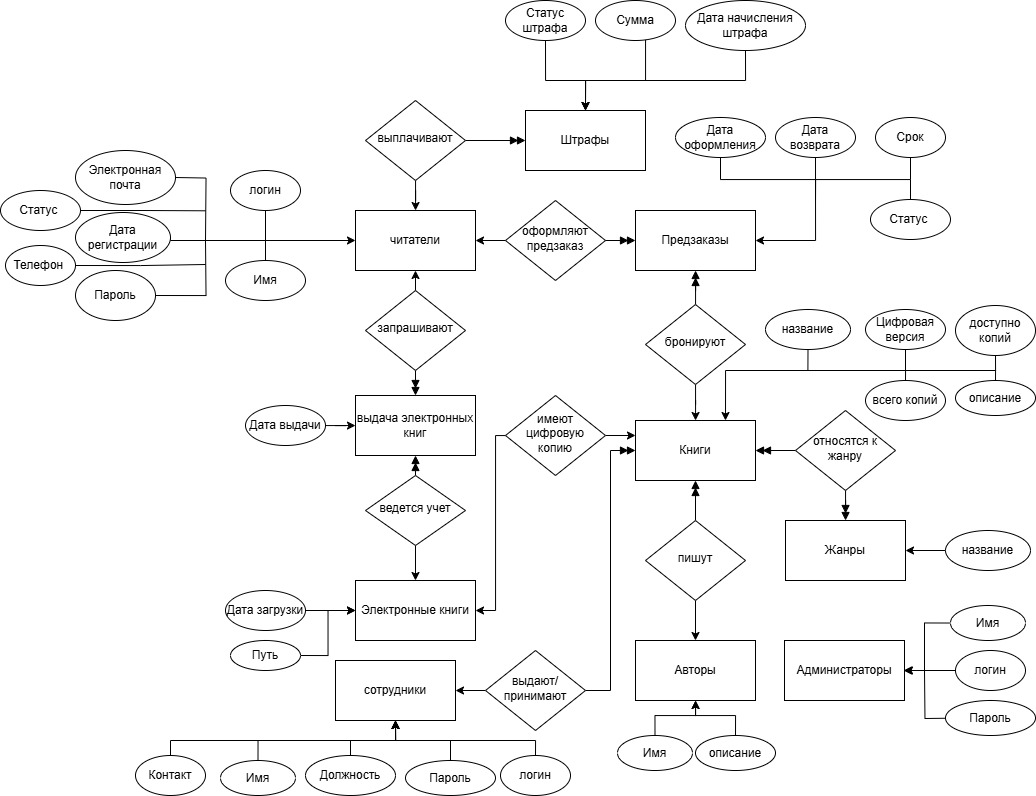 Статус
штрафа
Сумма
Дата начисления
штрафа
выплачивают
Штрафы
Дата
оформления
Дата
возврата
Срок
Статус
Электронная
почта
Статус
Дата
регистрации
Телефон
Пароль
логин
Имя
читатели
оформляют
предзаказ
Предзаказы
запрашивают
бронируют
название
Цифровая
версия
доступно
копий
всего копий
описание
Дата выдачи
выдача электронных
книг
имеют
цифровую
копию
Книги
относятся к
жанру
ведется учет
пишут
Жанры
название
Дата загрузки
Путь
Электронные книги
Авторы
Администраторы
Имя
логин
Пароль
сотрудники
выдают/
принимают
Имя
описание
Контакт
Имя
Должность
Пароль
логин